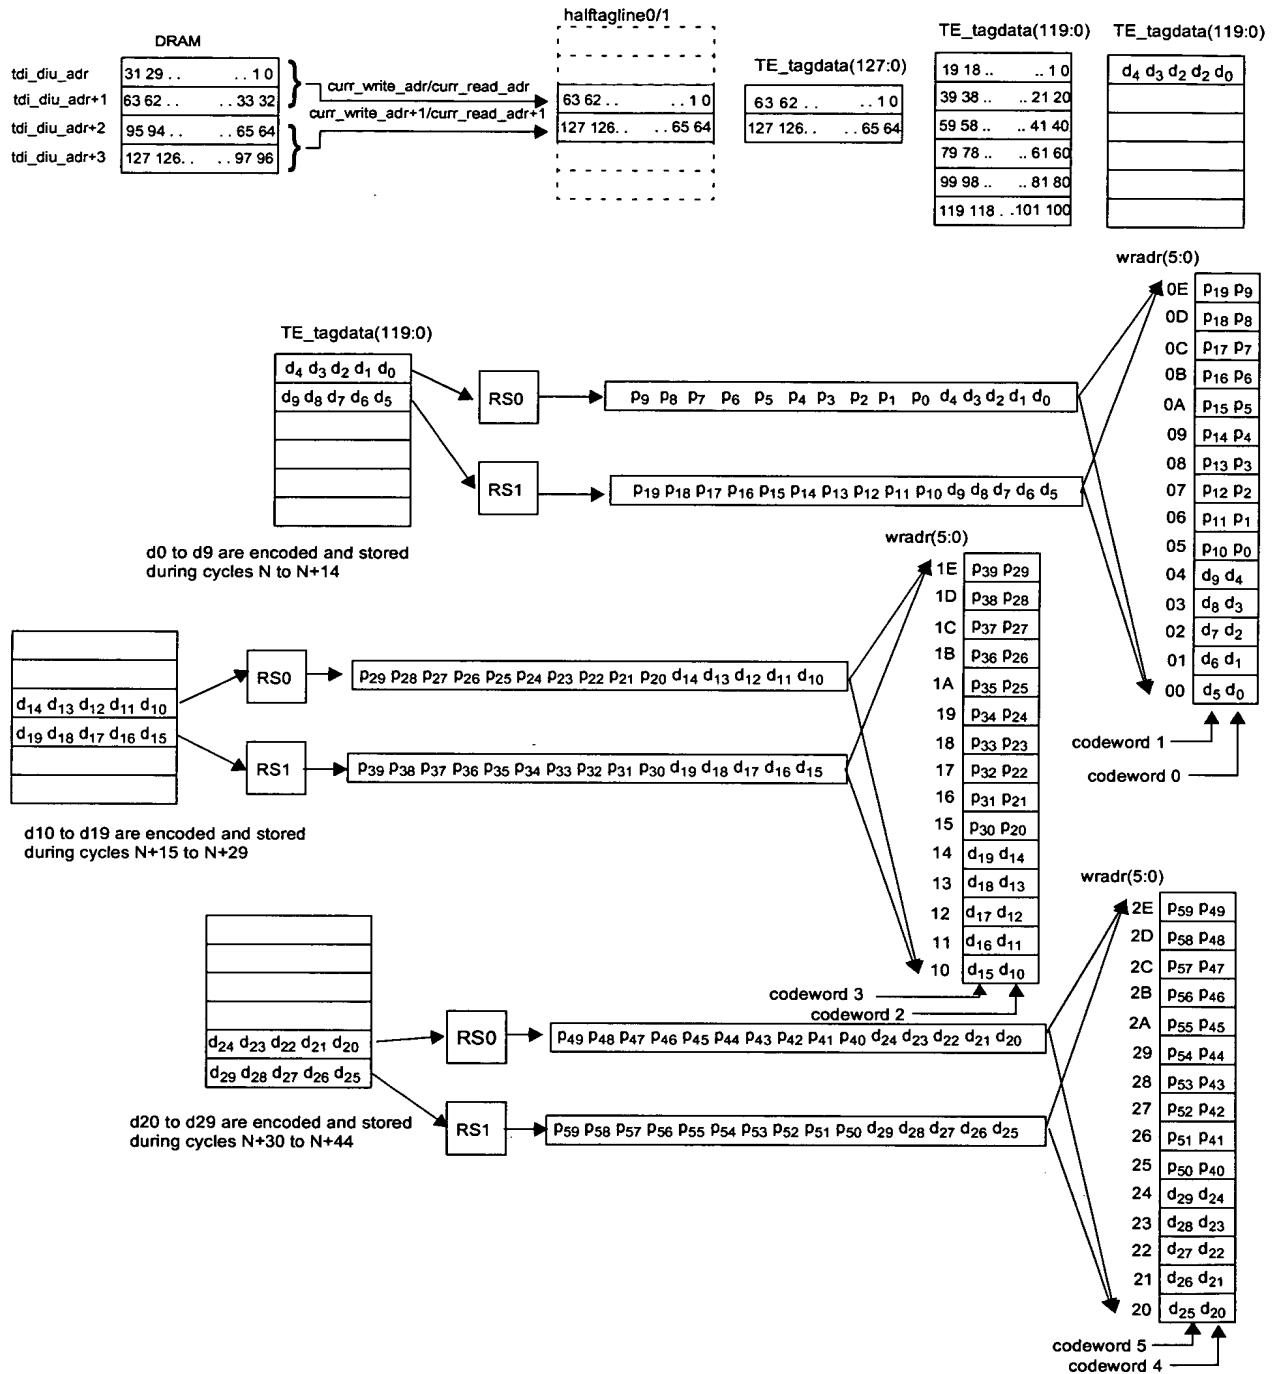 halftagline0/1
DRAM
TE_tagdata(119:0) TE_tagdata(119:0)
TE_tagdata(127:0)
tdi_diu_adr 31 29 . . . . 1 0
tdi_diu_adr+1 63 62 . . . . 33 32
tdi_diu_adr+2 95 94 . . . . 65 64
tdi_diu_adr+3 127 126. . . . 97 96
curr_write_adr/curr_read_adr
curr_write_adr+1/curr_read_adr+1
63 62 . . . . 1 0
127 126. . . . 65 64
63 62 . . . . 1 0
127 126. . . . 65 64
19 18 .. .. 1 0
39 38 .. .. 21 20
59 58 .. .. 41 40
79 78 .. .. 61 60
99 98 .. .. 81 80
119 118 . .101 100
d4 d3 d2 d2 d0
TE_tagdata(119:0)
d4 d3 d2 d1 d0
d9 d8 d7 d6 d5
RS0
p9 p8 p7 p6 p5 p4 p3 p2 p1 p0 d4 d3 d2 d1 d0
RS1
p19 p18 p17 p16 p15 p14 p13 p12 p11 p10 d9 d8 d7 d6 d5
d0 to d9 are encoded and stored
during cycles N to N+14
wradr(5:0)
0E p19 p9
0D p18 p8
0C p17 p7
0B p16 p6
0A p15 p5
09 p14 p4
08 p13 p3
07 p12 p2
06 p11 p1
05 p10 p0
04 d9 d4
03 d8 d3
02 d7 d2
01 d6 d1
00 d5 d0
codeword 1
codeword 0
d14 d13 d12 d11 d10
d19 d18 d17 d16 d15
RS0
p29 p28 p27 p26 p25 p24 p23 p22 p21 p20 d14 d13 d12 d11 d10
RS1
p39 p38 p37 p36 p35 p34 p33 p32 p31 p30 d19 d18 d17 d16 d15
d10 to d19 are encoded and stored
during cycles N+15 to N+29
wradr(5:0)
1E p39 p29
1D p38 p28
1C p37 p27
1B p36 p26
1A p35 p25
19 p34 p24
18 p33 p23
17 p32 p22
16 p31 p21
15 p30 p20
14 d19 d14
13 d18 d13
12 d17 d12
11 d16 d11
10 d15 d10
codeword 3
codeword 2
d24 d23 d22 d21 d20
d29 d28 d27 d26 d25
RS0
p49 p48 p47 p46 p45 p44 p43 p42 p41 p40 d24 d23 d22 d21 d20
RS1
p59 p58 p57 p56 p55 p54 p53 p52 p51 p50 d29 d28 d27 d26 d25
d20 to d29 are encoded and stored
during cycles N+30 to N+44
wradr(5:0)
2E p59 p49
2D p58 p48
2C p57 p47
2B p56 p46
2A p55 p45
29 p54 p44
28 p53 p43
27 p52 p42
26 p51 p41
25 p50 p40
24 d29 d24
23 d28 d23
22 d27 d22
21 d26 d21
20 d25 d20
codeword 5
codeword 4